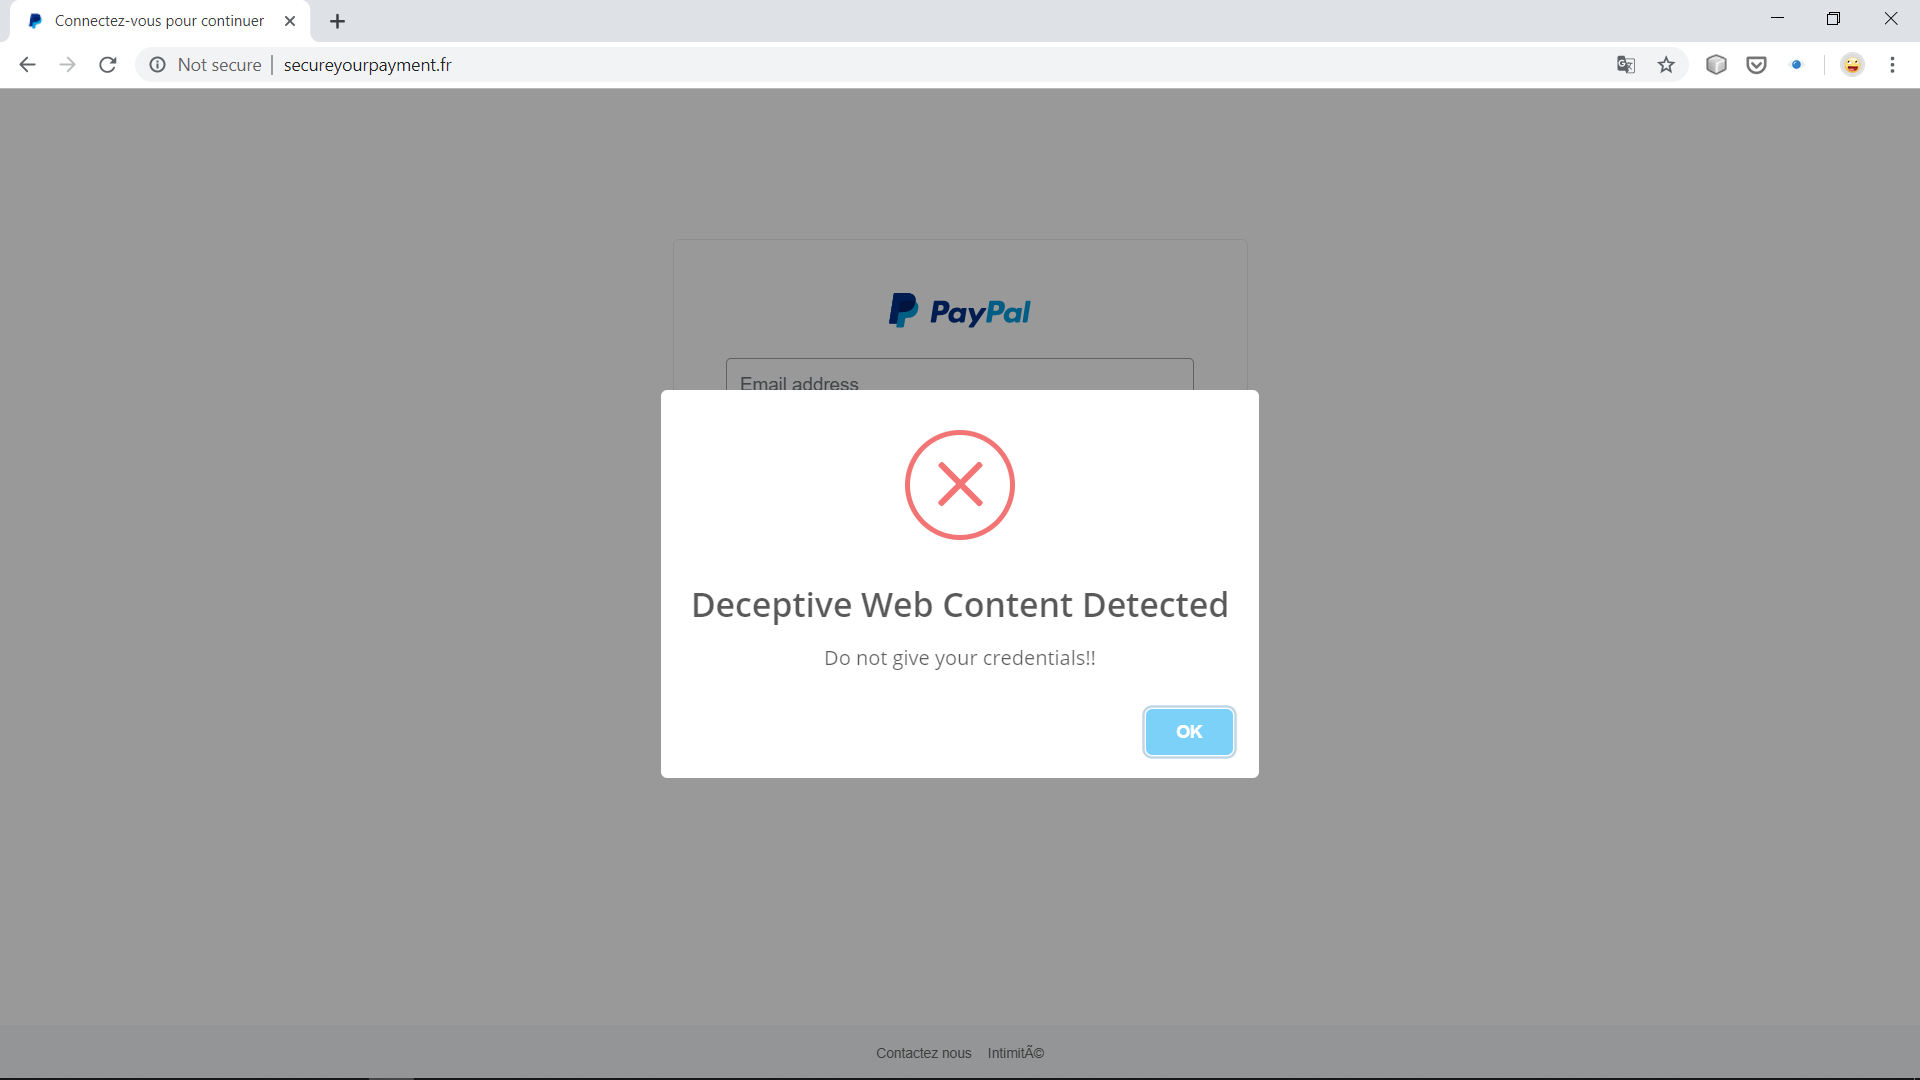 Connectez-vous pour continuer
Not secure
secureyourpayment.fr
PayPal
Email address
Deceptive Web Content Detected
Do not give your credentials!!
OK
Contactez nous IntimitÃ©